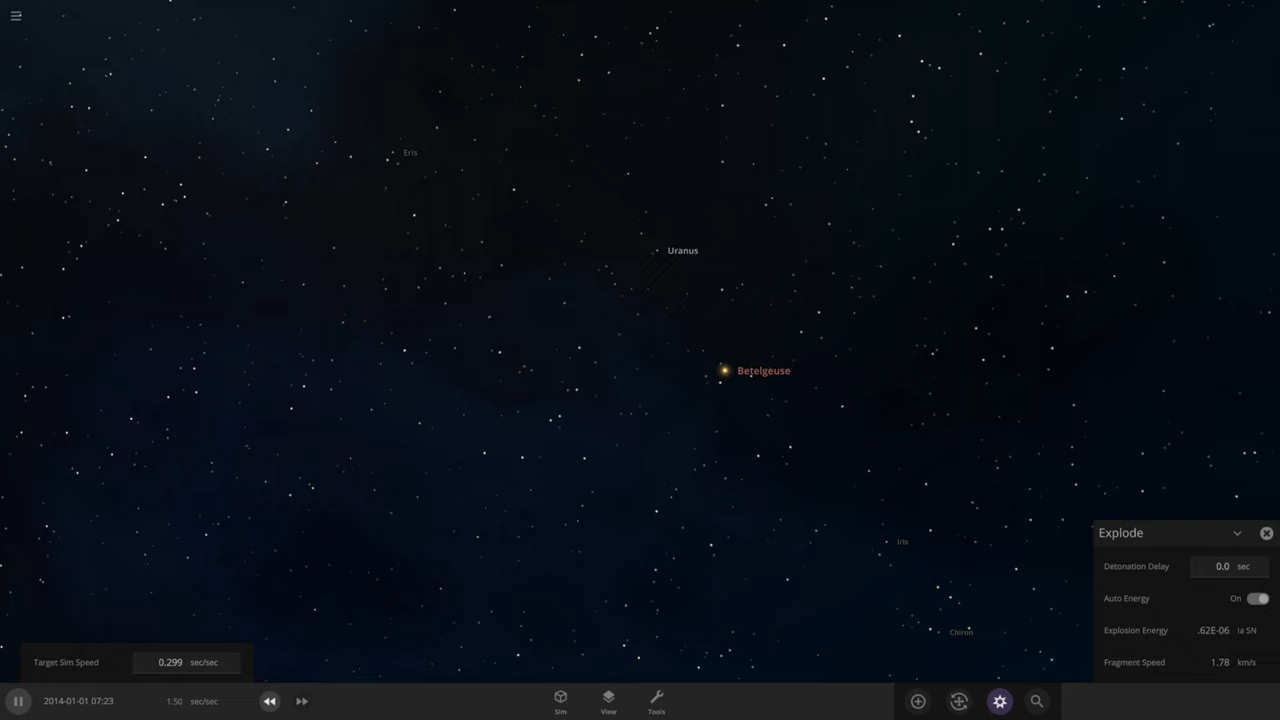 Eris
Uranus
Betelgeuse
Iris
Chiron
Explode
Detonation Delay 0.0 sec
Auto Energy On
Explosion Energy .62E-06 Ia SN
Fragment Speed 1.78 km/s
Target Sim Speed 0.299 sec/sec
2014-01-01 07:23 1.50 sec/sec
Sim View Tools